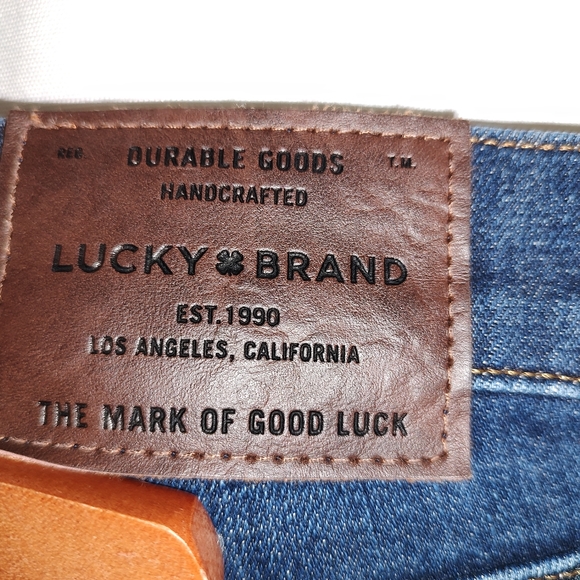 REG DURABLE GOODS T.M.
HANDCRAFTED
LUCKY BRAND
EST.1990
LOS ANGELES, CALIFORNIA
THE MARK OF GOOD LUCK